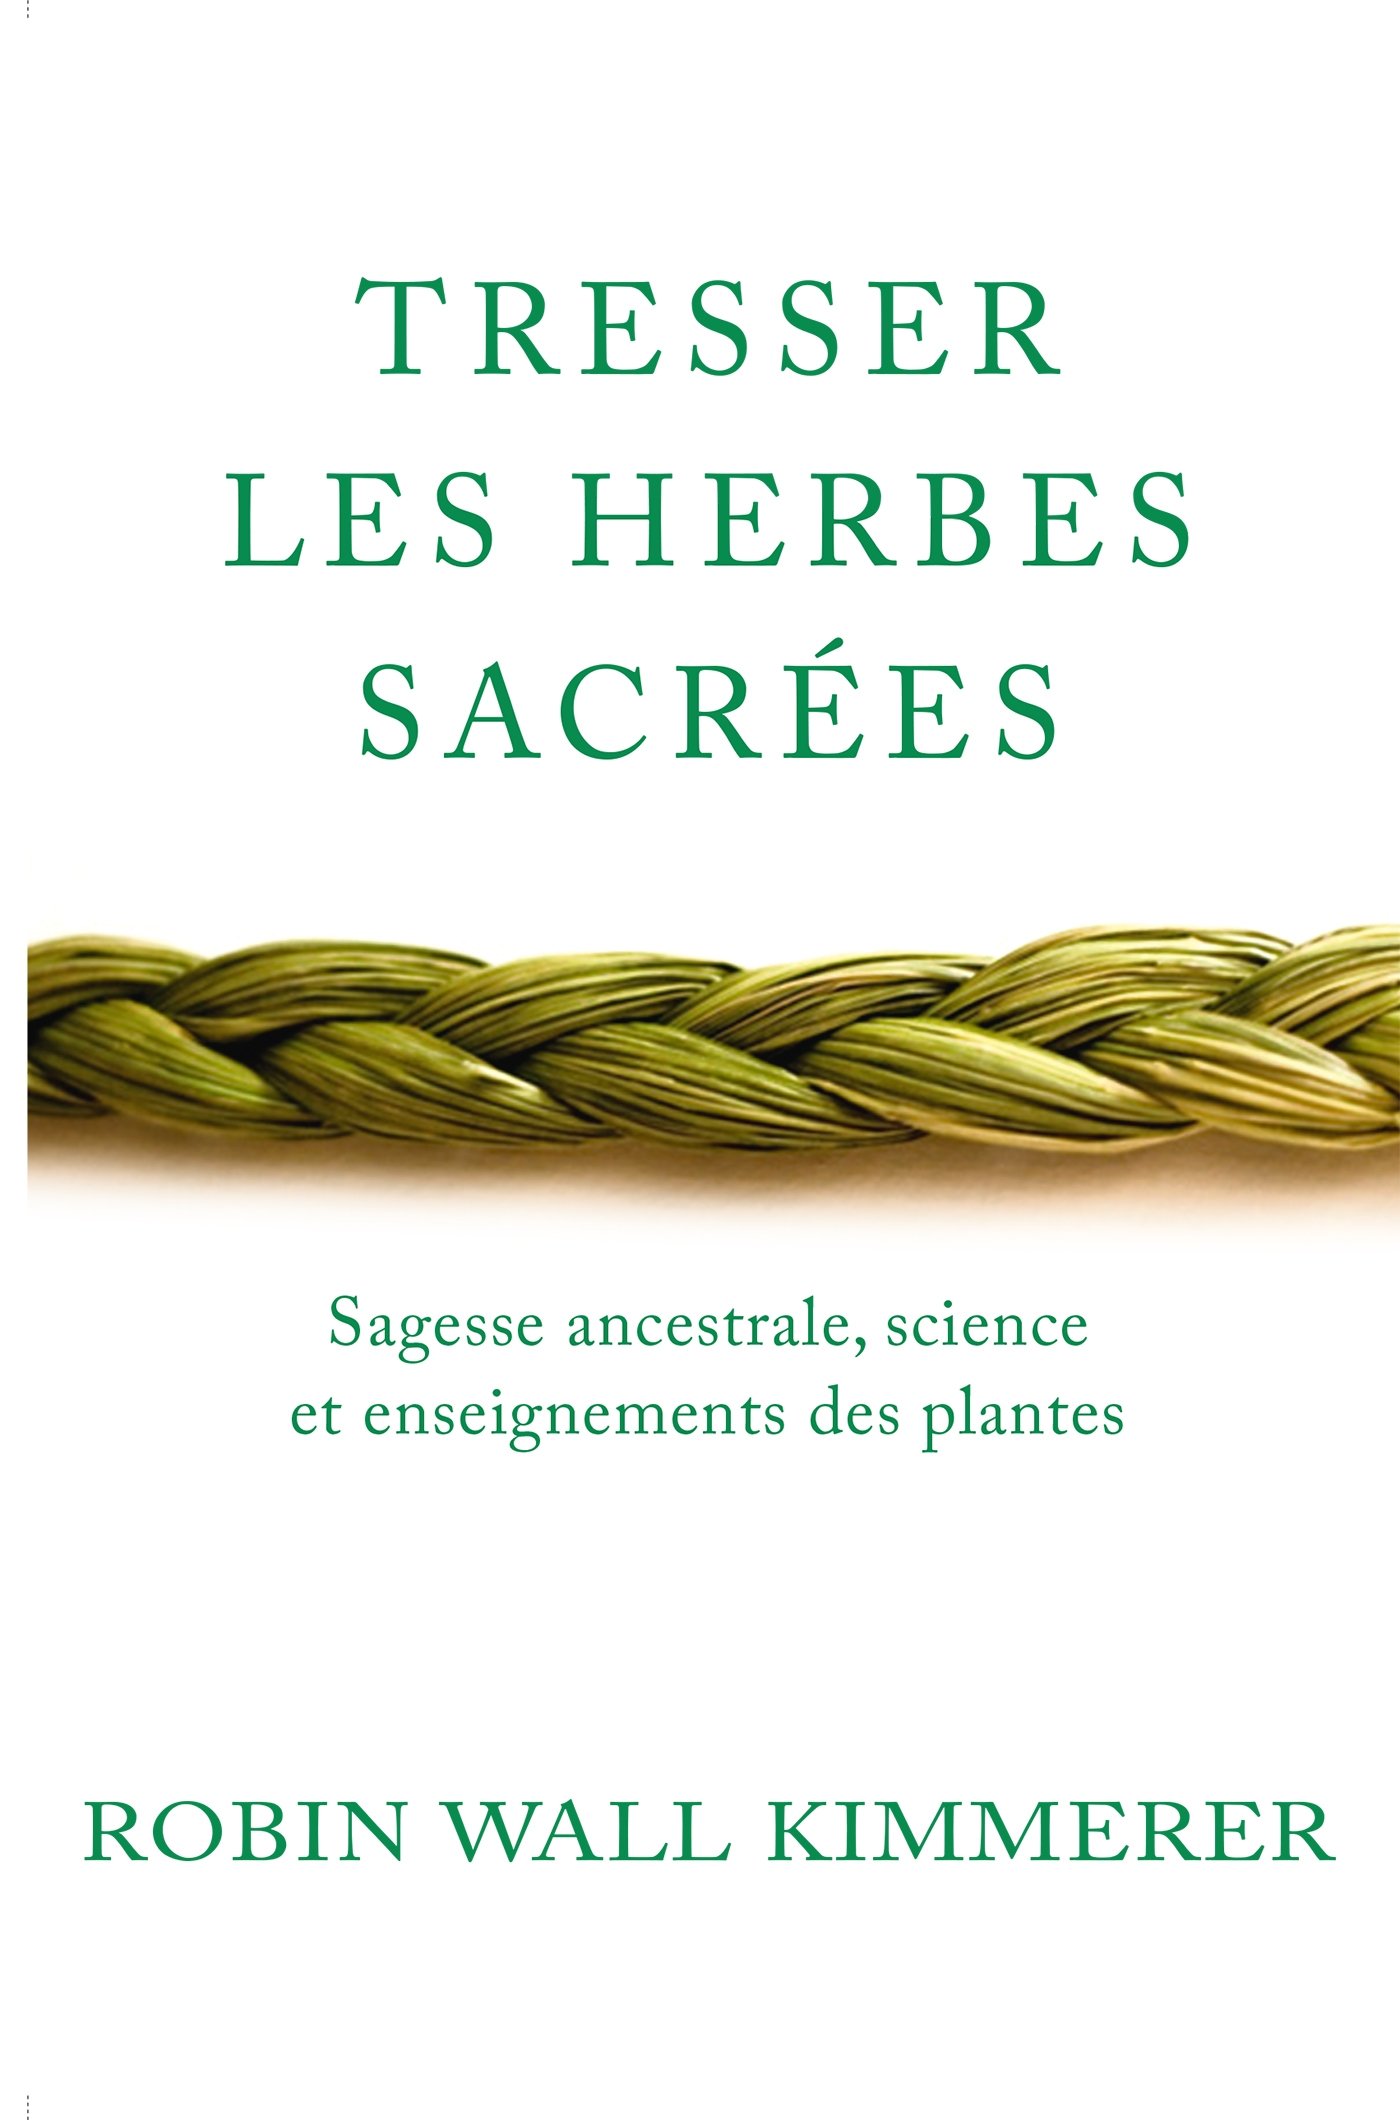 TRESSER
LES HERBES
SACRÉES
Sagesse ancestrale, science
et enseignements des plantes
ROBIN WALL KIMMERER